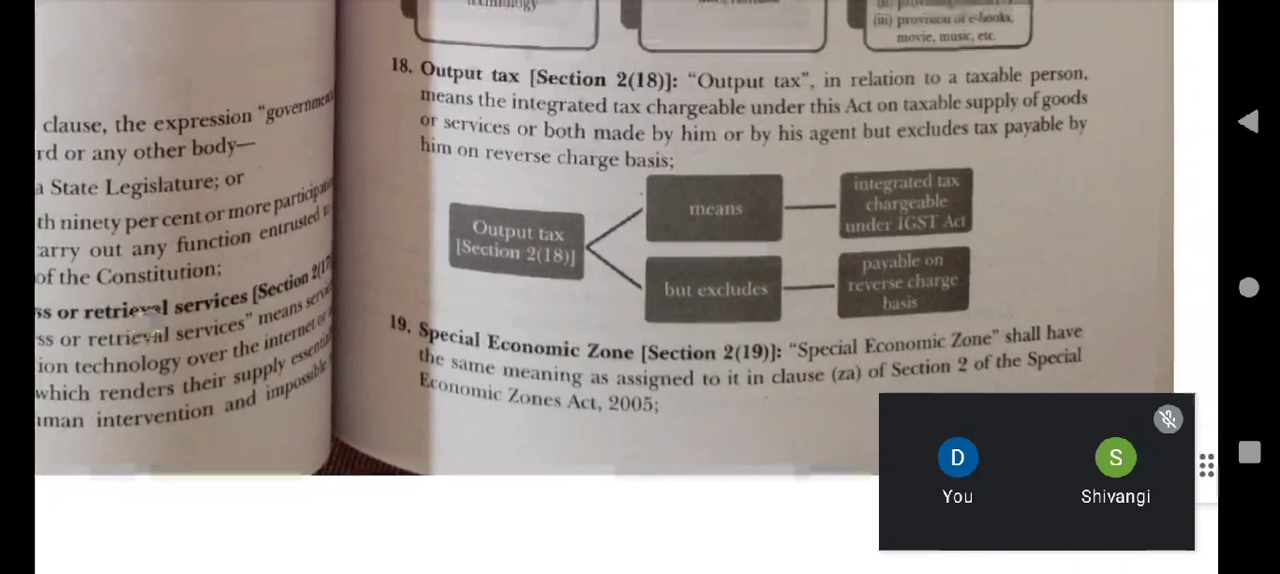 (iii) provision of e-books,
movie, music, etc.
18. Output tax [Section 2(18)]: “Output tax”, in relation to a taxable person,
means the integrated tax chargeable under this Act on taxable supply of goods
or services or both made by him or by his agent but excludes tax payable by
him on reverse charge basis;
Output tax
[Section 2(18)]
means
integrated tax
chargeable
under IGST Act
but excludes
payable on
reverse charge
basis
19. Special Economic Zone [Section 2(19)]: “Special Economic Zone” shall have
the same meaning as assigned to it in clause (za) of Section 2 of the Special
Economic Zones Act, 2005;
clause, the expression “governmen
rd or any other body—
a State Legislature; or
th ninety per cent or more participa
arry out any function entrusted
of the Constitution;
ss or retrieval services [Section 2(17
ss or retrieval services” means serv
ion technology over the internet or
which renders their supply essen
uman intervention and impossible
D
You
S
Shivangi